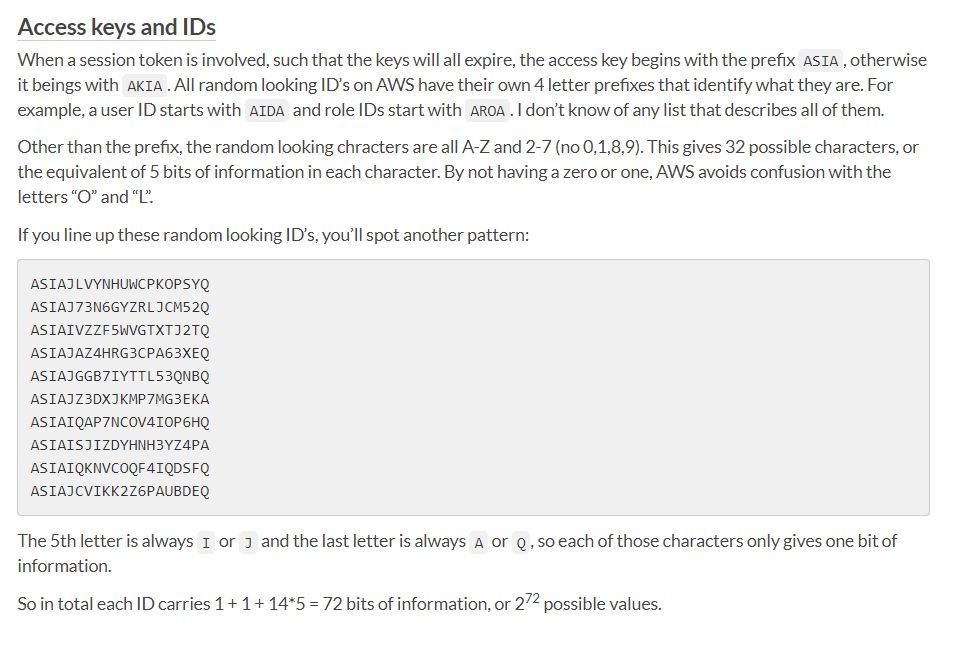 Access keys and IDs
When a session token is involved, such that the keys will all expire, the access key begins with the prefix ASIA, otherwise
it beings with AKIA. All random looking ID's on AWS have their own 4 letter prefixes that identify what they are. For
example, a user ID starts with AIDA and role IDs start with AROA. I don't know of any list that describes all of them.
Other than the prefix, the random looking chracters are all A-Z and 2-7 (no 0,1,8,9). This gives 32 possible characters, or
the equivalent of 5 bits of information in each character. By not having a zero or one, AWS avoids confusion with the
letters “O” and “L”.
If you line up these random looking ID's, you'll spot another pattern:
ASIAJLVYNHUWCPKOPSYQ
ASIAJ73N6GYZRLJCM52Q
ASIAIVZZF5WVGTXTJ2TQ
ASIAJAZ4HRG3CPA63XEQ
ASIAJGGB7IYTTL53QNBQ
ASIAJZ3DXJKMP7MG3EKA
ASIAIQAP7NCOV4IOP6HQ
ASIAISJIZDYHNH3YZ4PA
ASIAIQKNVCOQF4IQDSFQ
ASIAJCVIKK2Z6PAUBDEQ
The 5th letter is always I or J and the last letter is always A or Q, so each of those characters only gives one bit of
information.
So in total each ID carries 1 + 1 + 14*5 = 72 bits of information, or 2⁷² possible values.